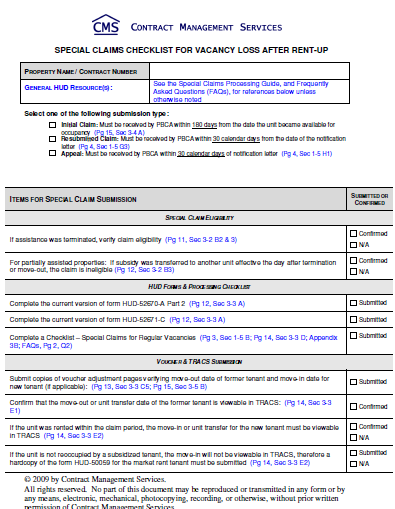 CMS CONTRACT MANAGEMENT SERVICES
SPECIAL CLAIMS CHECKLIST FOR VACANCY LOSS AFTER RENT-UP
PROPERTY NAME / CONTRACT NUMBER
GENERAL HUD RESOURCE(S):
See the Special Claims Processing Guide, and Frequently
Asked Questions (FAQs), for references below unless
otherwise noted
Select one of the following submission type:
Initial Claim: Must be received by PBCA within 180 days from the date the unit became available for
occupancy (Pg 15, Sec 3-4 A)
Resubmitted Claim: Must be received by PBCA within 30 calendar days from the date of the notification
letter (Pg 4, Sec 1-5 G3)
Appeal: Must be received by PBCA within 30 calendar days of notification letter (Pg 4, Sec 1-5 H1)
ITEMS FOR SPECIAL CLAIM SUBMISSION
SUBMITTED OR
CONFIRMED
SPECIAL CLAIM ELIGIBILITY
If assistance was terminated, verify claim eligibility (Pg 11, Sec 3-2 B2 & 3)
Confirmed
N/A
For partially assisted properties: If subsidy was transferred to another unit effective the day after termination
or move-out, the claim is ineligible (Pg 12, Sec 3-2 B3)
Confirmed
N/A
HUD FORMS & PROCESSING CHECKLIST
Complete the current version of form HUD-52670-A Part 2 (Pg 12, Sec 3-3 A)
Submitted
Complete the current version of form HUD-52671-C (Pg 12, Sec 3-3 A)
Submitted
Complete a Checklist – Special Claims for Regular Vacancies (Pg 3, Sec 1-5 B; Pg 14, Sec 3-3 D; Appendix
3B; FAQs, Pg 2, Q2)
Submitted
VOUCHER & TRACS SUBMISSION
Submit copies of voucher adjustment pages verifying move-out date of former tenant and move-in date for
new tenant (if applicable): (Pg 13, Sec 3-3 C5; Pg 15, Sec 3-5 B)
Submitted
Confirm that the move-out or unit transfer date of the former tenant is viewable in TRACS: (Pg 14, Sec 3-3
E1)
Confirmed
If the unit was rented within the claim period, the move-in or unit transfer for the new tenant must be viewable
in TRACS (Pg 14, Sec 3-3 E2)
Confirmed
N/A
If the unit is not reoccupied by a subsidized tenant, the move-in will not be viewable in TRACS, therefore a
hardcopy of the form HUD-50059 for the market rent tenant must be submitted (Pg 14, Sec 3-3 E2)
Submitted
N/A
© 2009 by Contract Management Services.
All rights reserved. No part of this document may be reproduced or transmitted in any form or by
any means, electronic, mechanical, photocopying, recording, or otherwise, without prior written
permission of Contract Management Services.